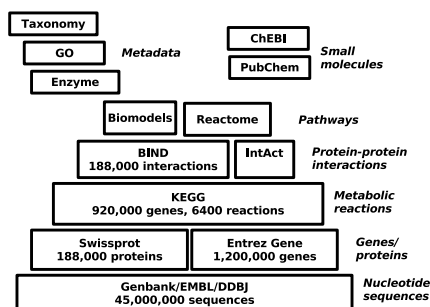 Taxonomy
GO
Metadata
Enzyme
ChEBI
PubChem
Small
molecules
Biomodels
Reactome
Pathways
BIND
188,000 interactions
IntAct
Protein-protein
interactions
KEGG
920,000 genes, 6400 reactions
Metabolic
reactions
Swissprot
188,000 proteins
Entrez Gene
1,200,000 genes
Genes/
proteins
Genbank/EMBL/DDBJ
45,000,000 sequences
Nucleotide
sequences